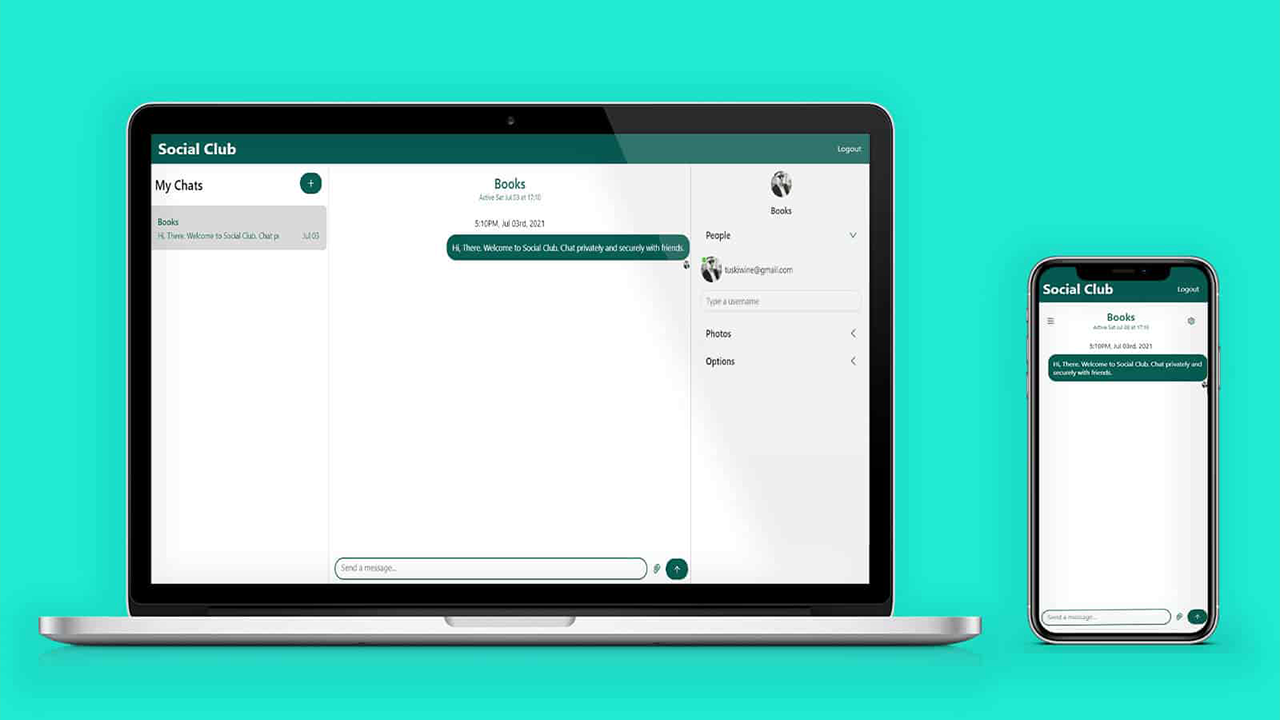 Social Club
Logout
My Chats
+
Books
Hi, There. Welcome to Social Club. Chat pi
Jul 03
Books
Active Sat Jul 03 at 17:10
5:10PM, Jul 03rd, 2021
Hi, There. Welcome to Social Club. Chat privately and securely with friends.
Send a message...
Books
People
tuskiwine@gmail.com
Type a username
Photos
Options
Social Club
Logout
Books
Active Sat Jul 03 at 17:10
5:10PM, Jul 03rd, 2021
Hi, There. Welcome to Social Club. Chat privately and
securely with friends.
Send a message...